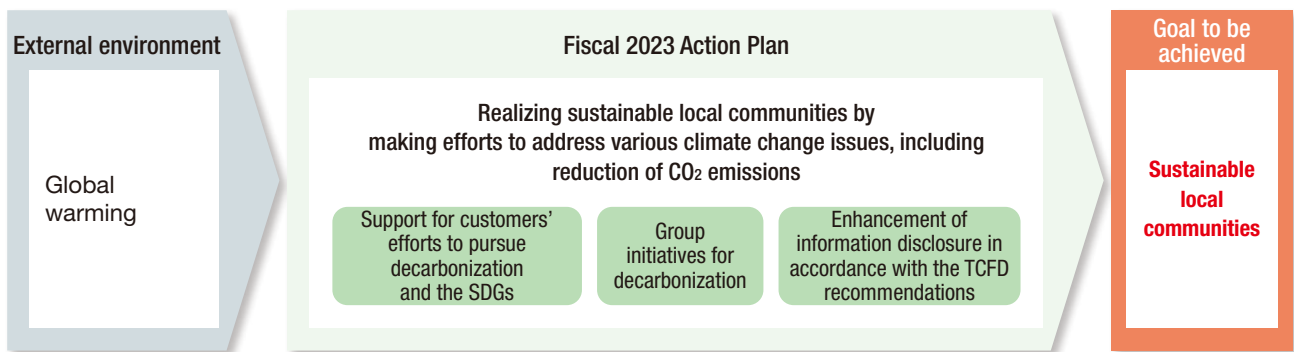 External environment
Global
warming
Fiscal 2023 Action Plan
Realizing sustainable local communities by
making efforts to address various climate change issues, including
reduction of CO₂ emissions
Support for customers’
efforts to pursue
decarbonization
and the SDGs
Group
initiatives for
decarbonization
Enhancement of
information disclosure in
accordance with the TCFD
recommendations
Goal to be
achieved
Sustainable
local
communities